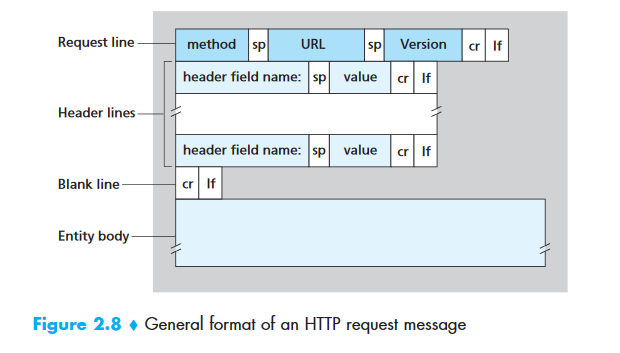 Request line method sp URL sp Version cr lf
header field name: sp value cr lf
Header lines
header field name: sp value cr lf
Blank line cr lf
Entity body
Figure 2.8 ♦ General format of an HTTP request message